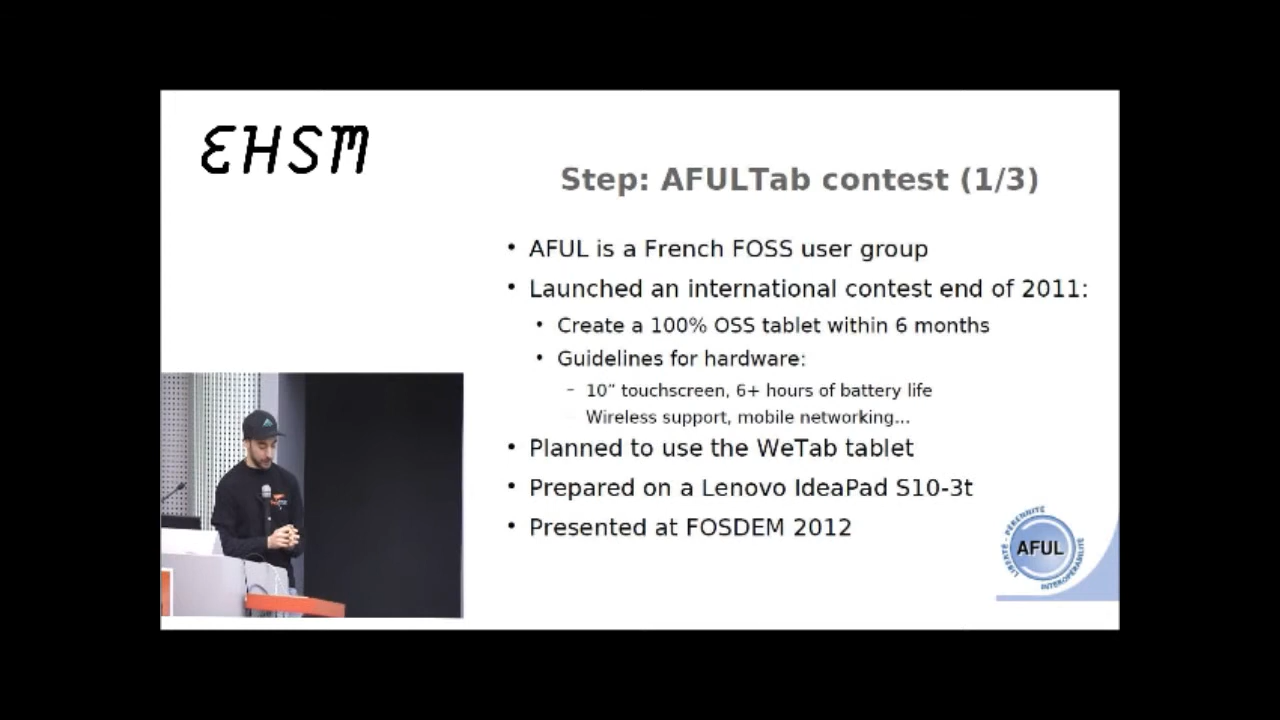 EHSM
Step: AFULTab contest (1/3)
• AFUL is a French FOSS user group
• Launched an international contest end of 2011:
• Create a 100% OSS tablet within 6 months
• Guidelines for hardware:
– 10” touchscreen, 6+ hours of battery life
Wireless support, mobile networking...
• Planned to use the WeTab tablet
• Prepared on a Lenovo IdeaPad S10-3t
• Presented at FOSDEM 2012
LIBERTÉ - PÉRENNITÉ
AFUL
INTEROPÉRABILITÉ